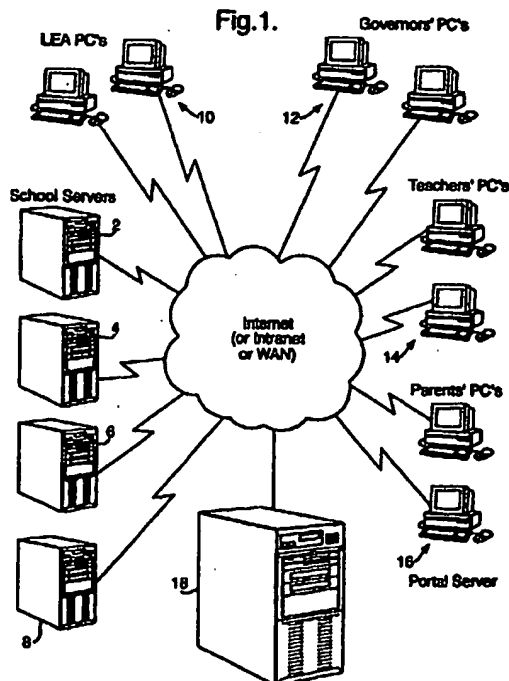 Fig.1.
LEA PC's
Governors' PC's
10
12
School Servers
Teachers' PC's
2
4
Internet
(or Intranet
or WAN)
14
Parents' PC's
6
16
Portal Server
18
8